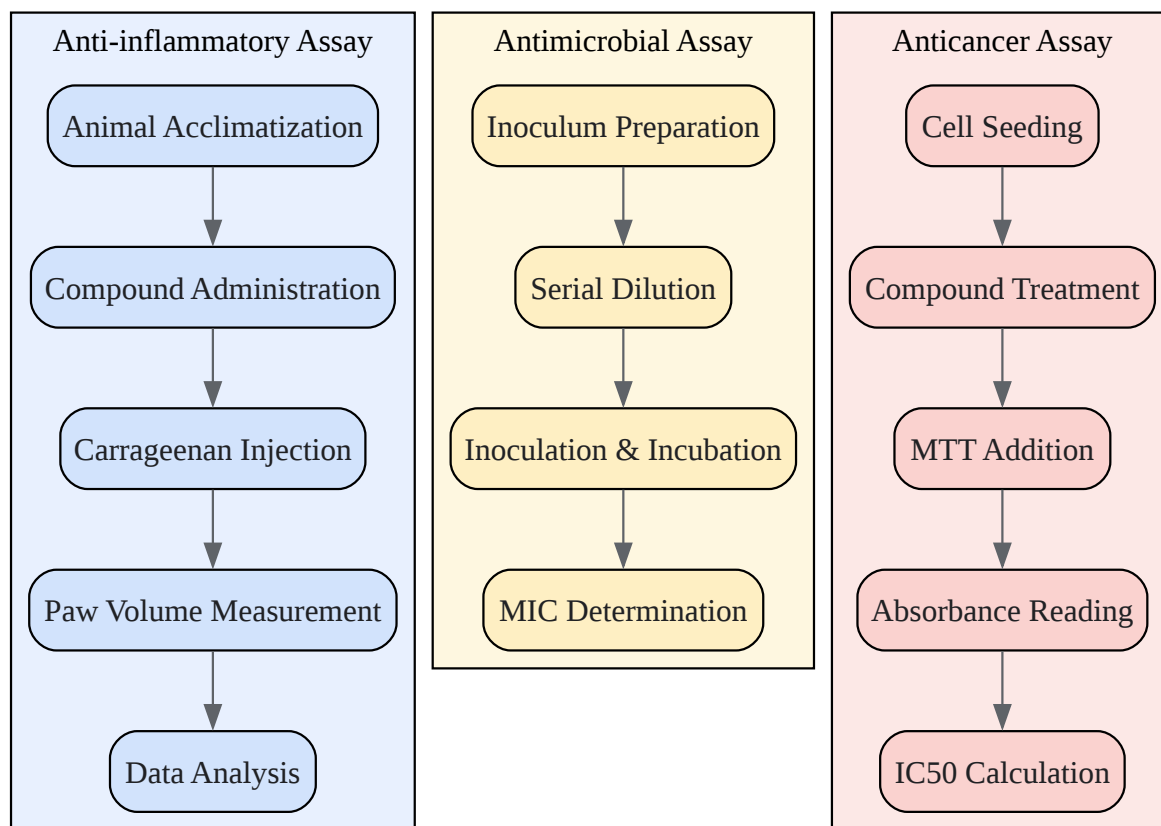 Anti-inflammatory Assay
Animal Acclimatization
Compound Administration
Carrageenan Injection
Paw Volume Measurement
Data Analysis
Antimicrobial Assay
Inoculum Preparation
Serial Dilution
Inoculation & Incubation
MIC Determination
Anticancer Assay
Cell Seeding
Compound Treatment
MTT Addition
Absorbance Reading
IC50 Calculation